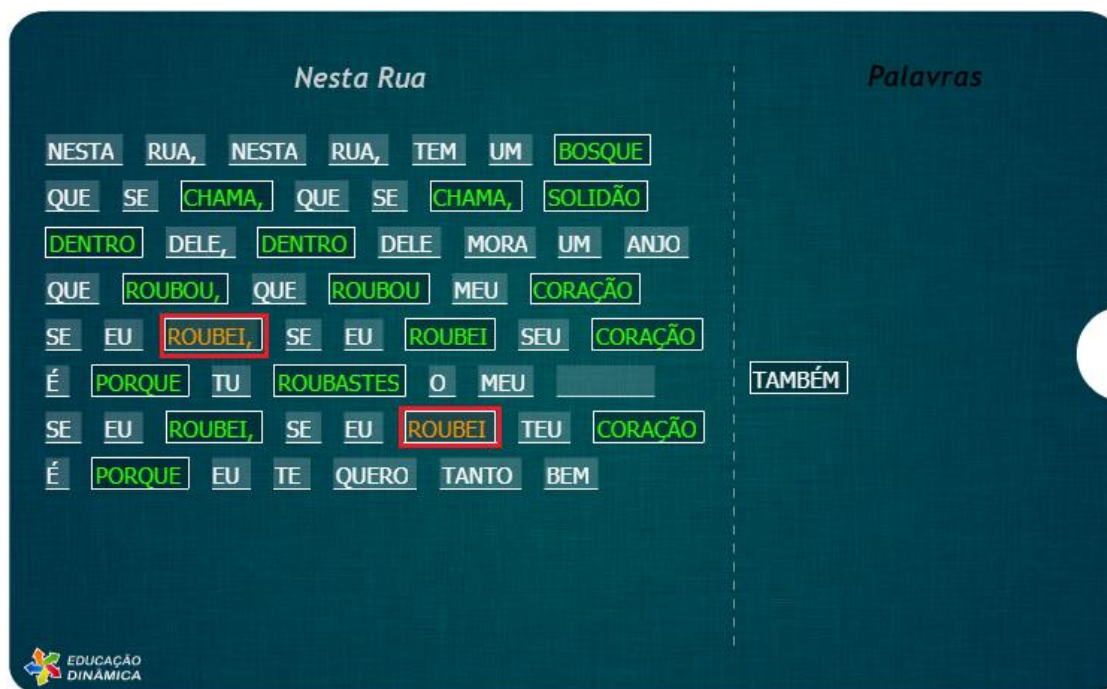 Nesta Rua
Palavras
NESTA RUA, NESTA RUA, TEM UM BOSQUE
QUE SE CHAMA, QUE SE CHAMA, SOLIDÃO
DENTRO DELE, DENTRO DELE MORA UM ANJO
QUE ROUBOU, QUE ROUBOU MEU CORAÇÃO
SE EU ROUBEI, SE EU ROUBEI SEU CORAÇÃO
É PORQUE TU ROUBASTES O MEU
TAMBÉM
SE EU ROUBEI, SE EU ROUBEI TEU CORAÇÃO
É PORQUE EU TE QUERO TANTO BEM
EDUCAÇÃO
DINÂMICA